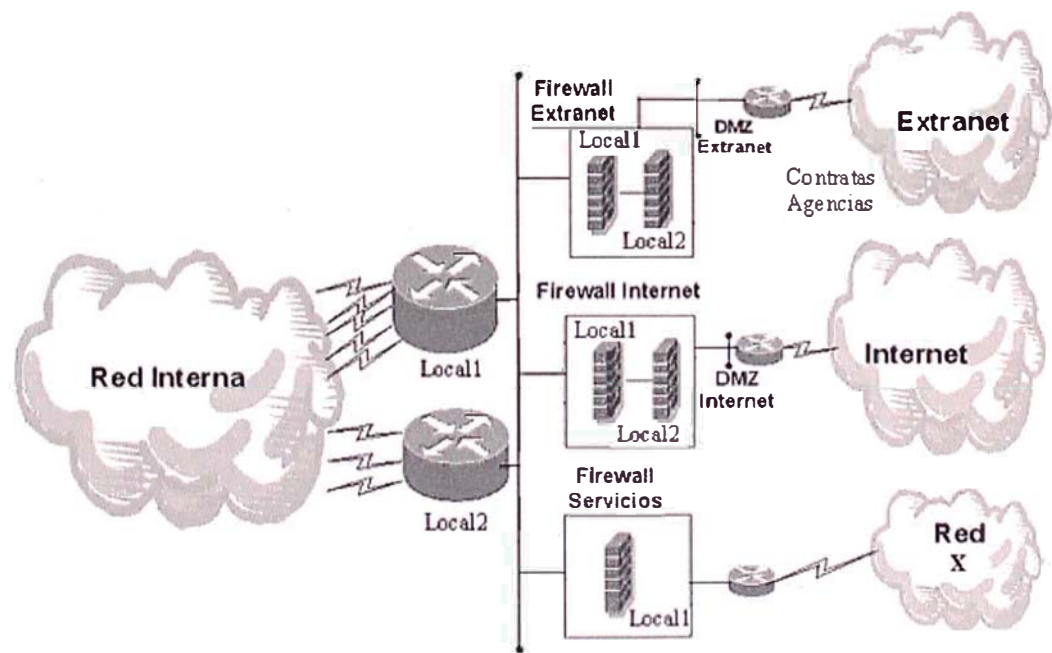 Firewall
Extranet
Local1
Local2
DMZ
Extranet
Extranet
Contratas
Agencias
Red Interna
Local1
Local2
Firewall Internet
Local1
Local2
DMZ
Internet
Internet
Firewall
Servicios
Local1
Red
X